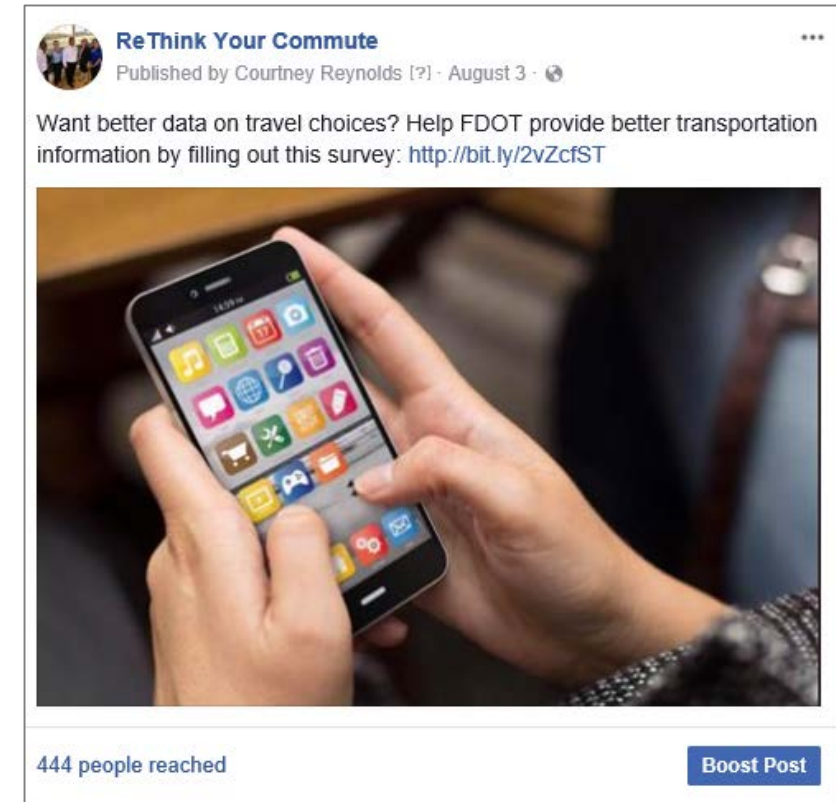 ReThink Your Commute
Published by Courtney Reynolds [?] · August 3 ·
Want better data on travel choices? Help FDOT provide better transportation
information by filling out this survey: http://bit.ly/2vZcfST
17
444 people reached
Boost Post